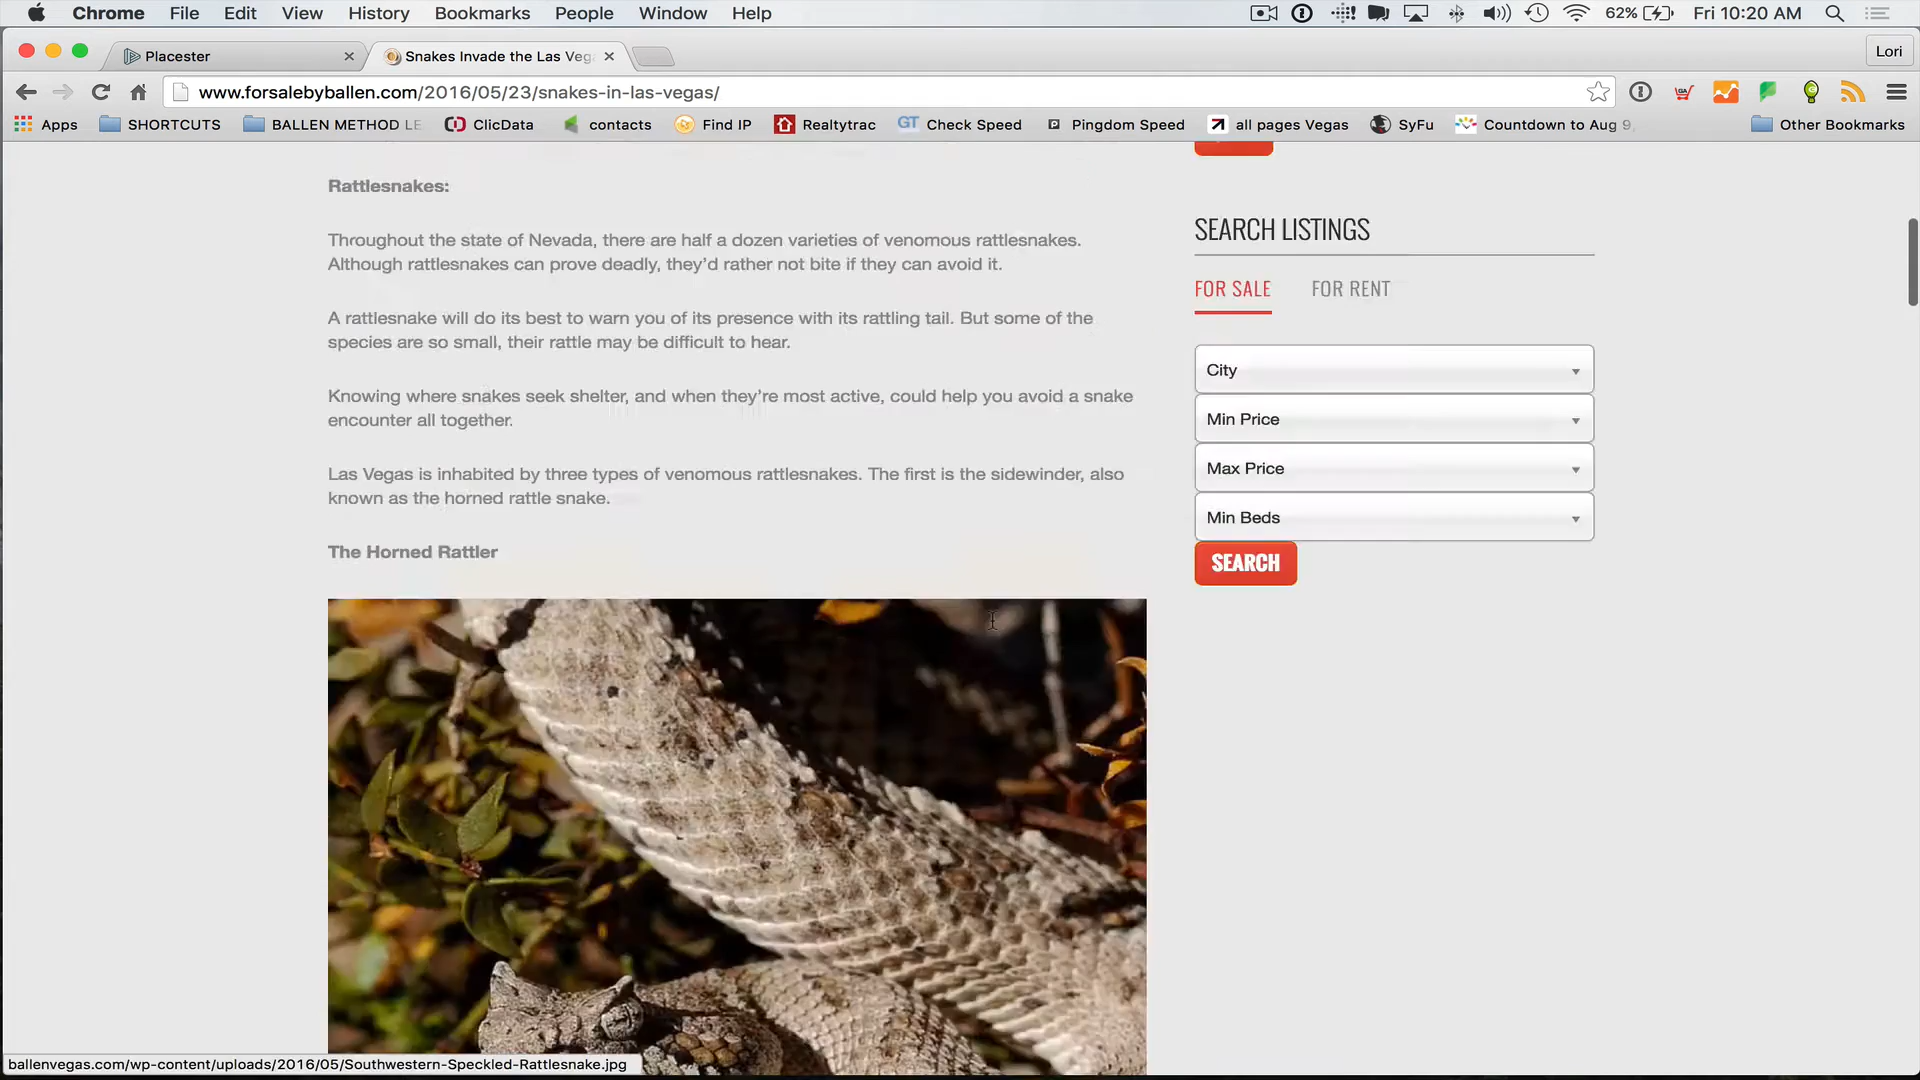 Chrome File Edit View History Bookmarks People Window Help 62% Fri 10:20 AM
Placester Snakes Invade the Las Veg Lori
www.forsalebyballen.com/2016/05/23/snakes-in-las-vegas/
Apps SHORTCUTS BALLEN METHOD LE ClicData contacts Find IP Realtytrac GT Check Speed P Pingdom Speed all pages Vegas SyFu Countdown to Aug 9, Other Bookmarks
Rattlesnakes:
Throughout the state of Nevada, there are half a dozen varieties of venomous rattlesnakes.
Although rattlesnakes can prove deadly, they’d rather not bite if they can avoid it.
A rattlesnake will do its best to warn you of its presence with its rattling tail. But some of the
species are so small, their rattle may be difficult to hear.
Knowing where snakes seek shelter, and when they’re most active, could help you avoid a snake
encounter all together.
Las Vegas is inhabited by three types of venomous rattlesnakes. The first is the sidewinder, also
known as the horned rattle snake.
The Horned Rattler
SEARCH LISTINGS
FOR SALE FOR RENT
City
Min Price
Max Price
Min Beds
SEARCH
ballenvegas.com/wp-content/uploads/2016/05/Southwestern-Speckled-Rattlesnake.jpg